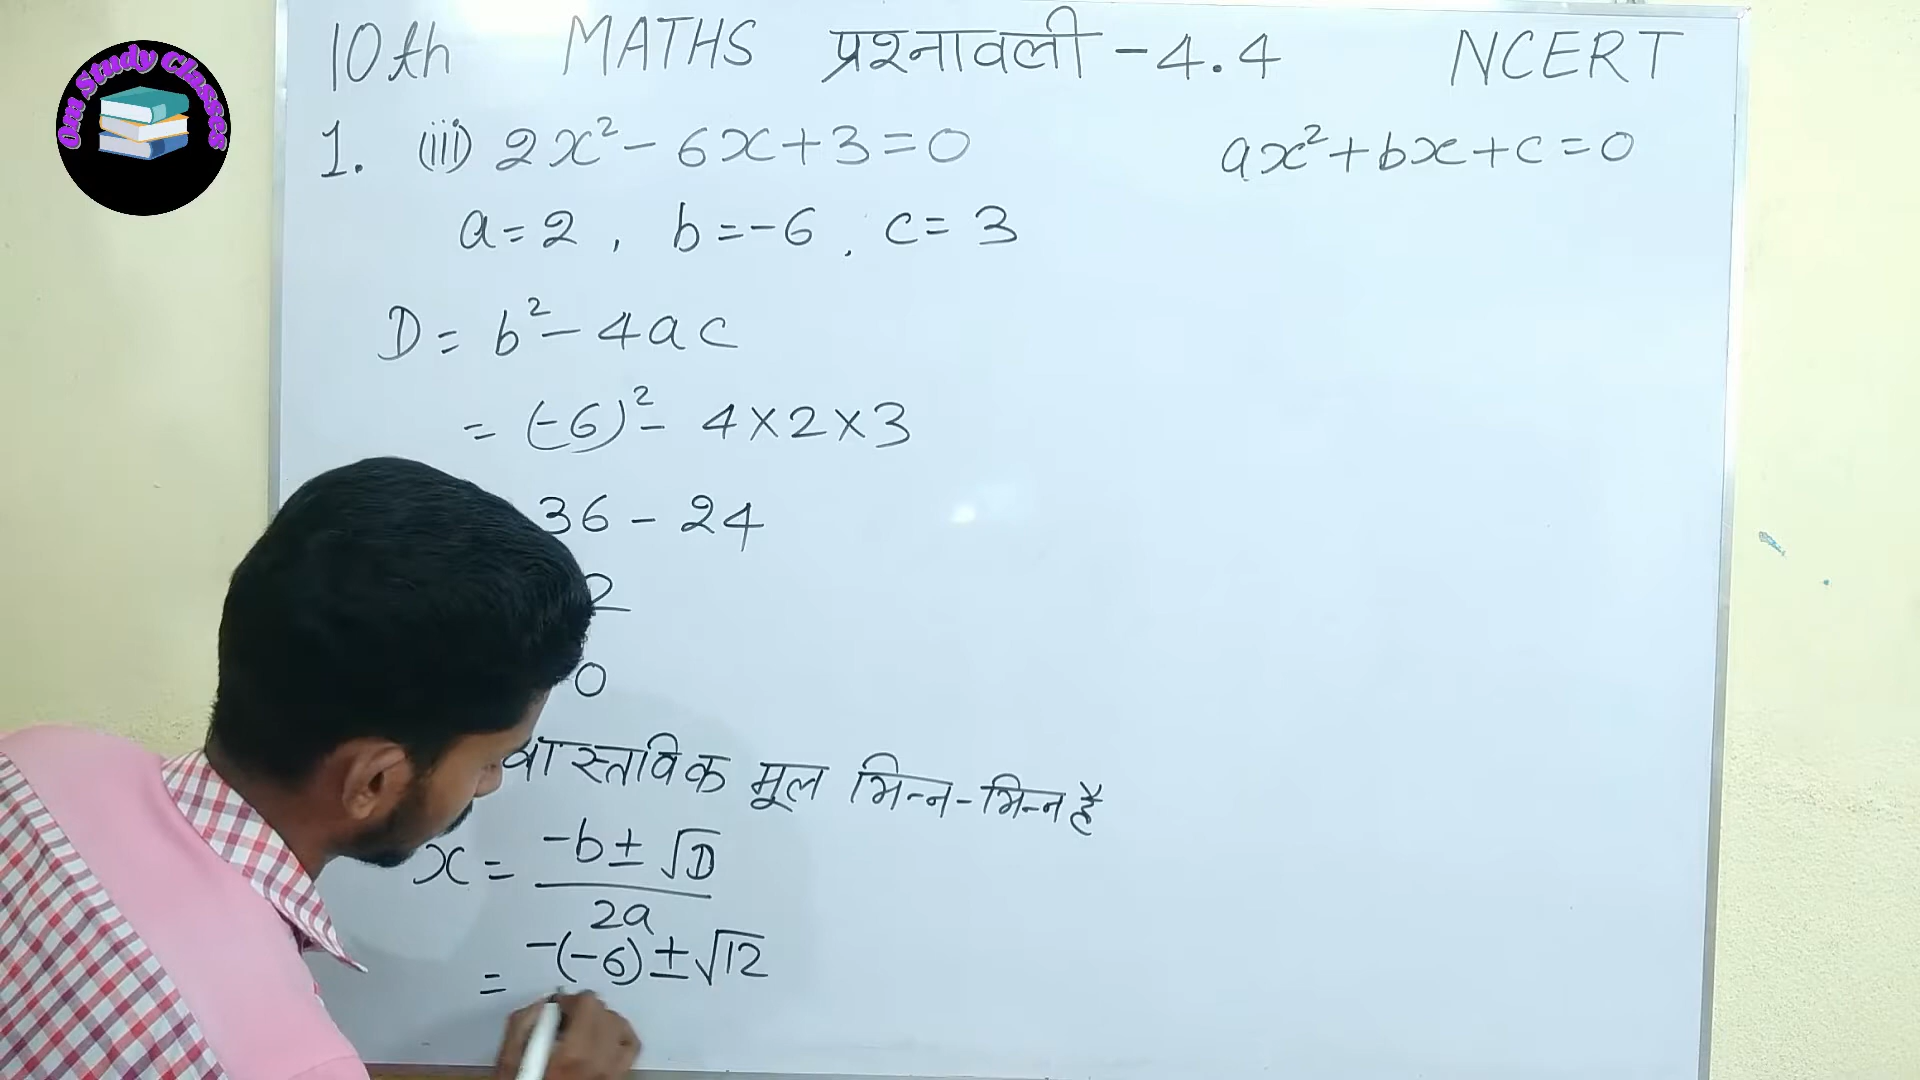 Om Study Classes
10th MATHS प्रश्नावली - 4.4 NCERT
1. (iii) 2x² - 6x + 3 = 0 ax² + bx + c = 0
a = 2 , b = -6 , c = 3
D = b² - 4ac
= (-6)² - 4×2×3
36 - 24
2
0
वास्तविक मूल भिन्न-भिन्न है
x = (-b ± √D) / 2a
= -(-6) ± √12